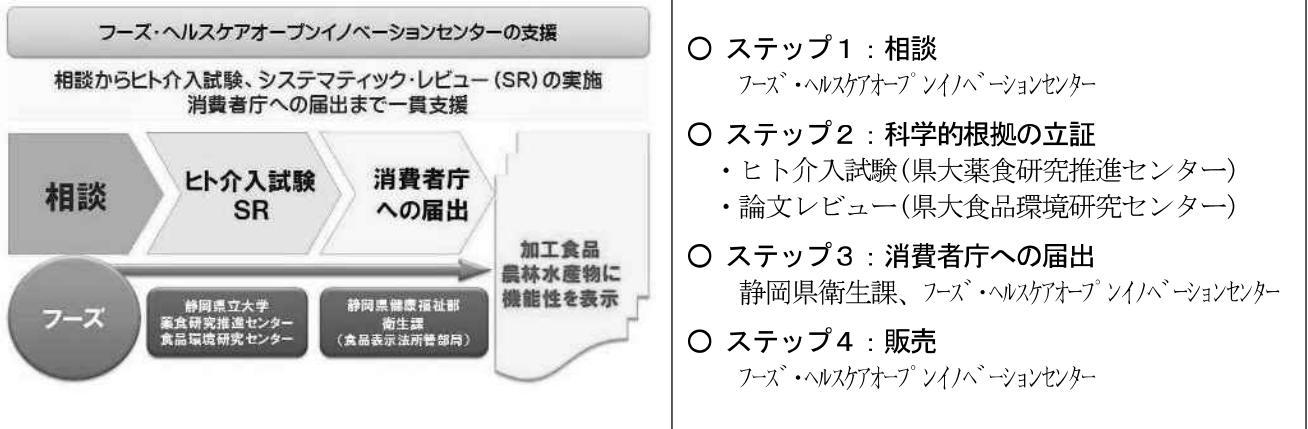 フーズ・ヘルスケアオープンイノベーションセンターの支援
相談からヒト介入試験、システマティック・レビュー(SR)の実施
消費者庁への届出まで一貫支援
相談
ヒト介入試験
SR
消費者庁
への届出
加工食品
農林水産物に
機能性を表示
フーズ
静岡県立大学
薬食研究推進センター
食品環境研究センター
静岡県健康福祉部
衛生課
(食品表示法所管部局)
○ ステップ1:相談
フーズ・ヘルスケアオープンイノベーションセンター
○ ステップ2:科学的根拠の立証
・ヒト介入試験(県大薬食研究推進センター)
・論文レビュー(県大食品環境研究センター)
○ ステップ3:消費者庁への届出
静岡県衛生課、フーズ・ヘルスケアオープンイノベーションセンター
○ ステップ4:販売
フーズ・ヘルスケアオープンイノベーションセンター